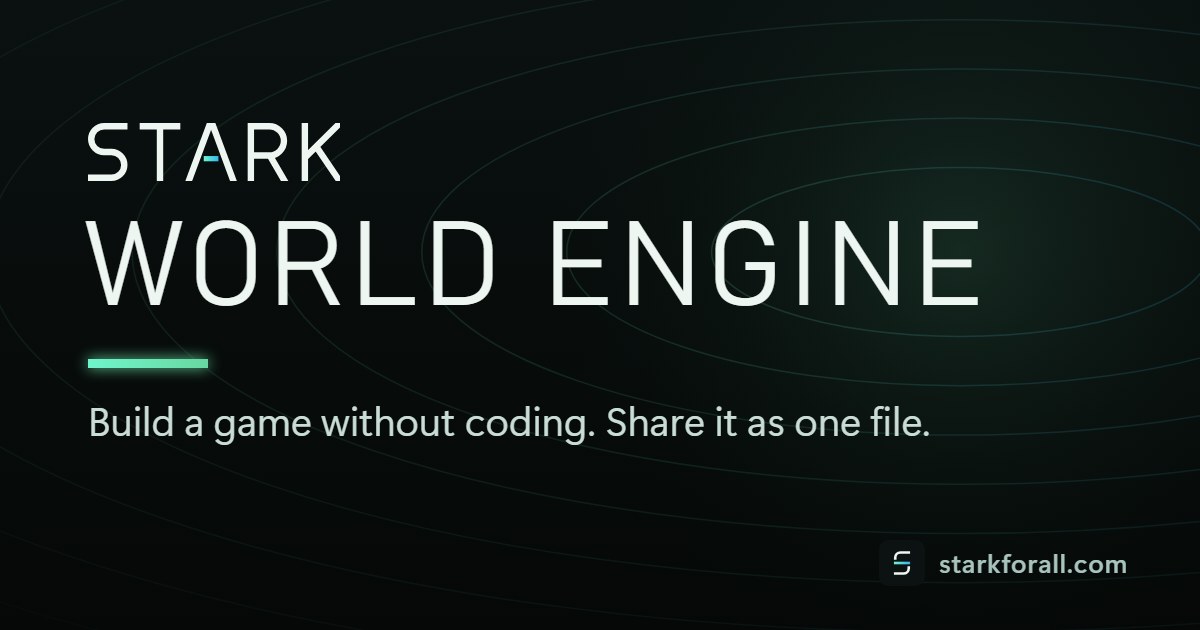 STARK
WORLD ENGINE
Build a game without coding. Share it as one file.
starkforall.com